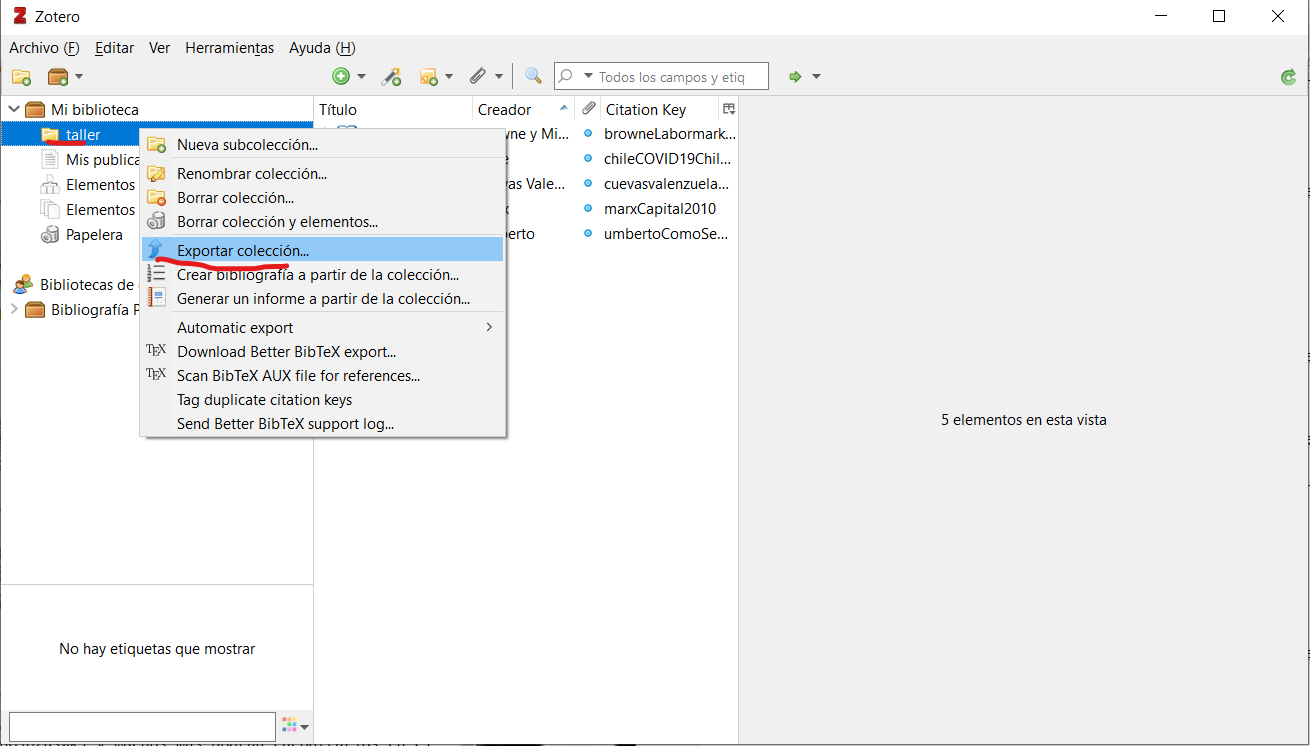 Zotero
Archivo (F) Editar Ver Herramientas Ayuda (H)
Todos los campos y etiq
Mi biblioteca
Título Creador Citation Key
taller
Mis publica
Elementos
Elementos
Papelera
Bibliotecas de
Bibliografía
Nueva subcolección...
Renombrar colección...
Borrar colección...
Borrar colección y elementos...
Exportar colección...
Crear bibliografía a partir de la colección...
Generar un informe a partir de la colección...
Automatic export
TEX Download Better BibTeX export...
TEX Scan BibTeX AUX file for references...
Tag duplicate citation keys
Send Better BibTeX support log...
wne y Mi... browneLabormark...
e chileCOVID19Chil...
vas Vale... cuevasvalenzuela...
x marxCapital2010
berto umbertoComoSe...
5 elementos en esta vista
No hay etiquetas que mostrar